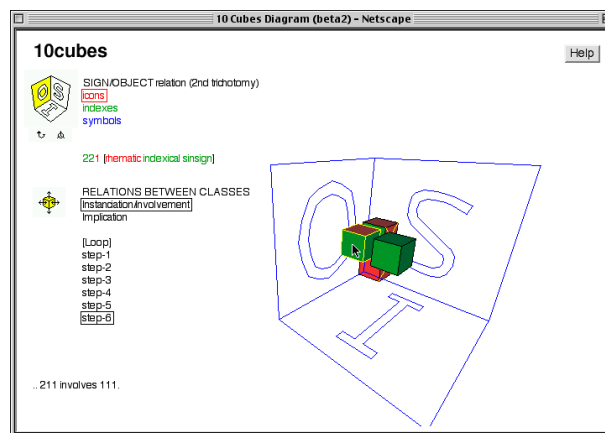 10 Cubes Diagram (beta2) - Netscape
10cubes
Help
O S I
SIGN/OBJECT relation (2nd trichotomy)
icons
indexes
symbols
221 [rhematic indexical sinsign]
RELATIONS BETWEEN CLASSES
Instanciation/involvement
Implication
[Loop]
step-1
step-2
step-3
step-4
step-5
step-6
O S I
.. 211 involves 111.